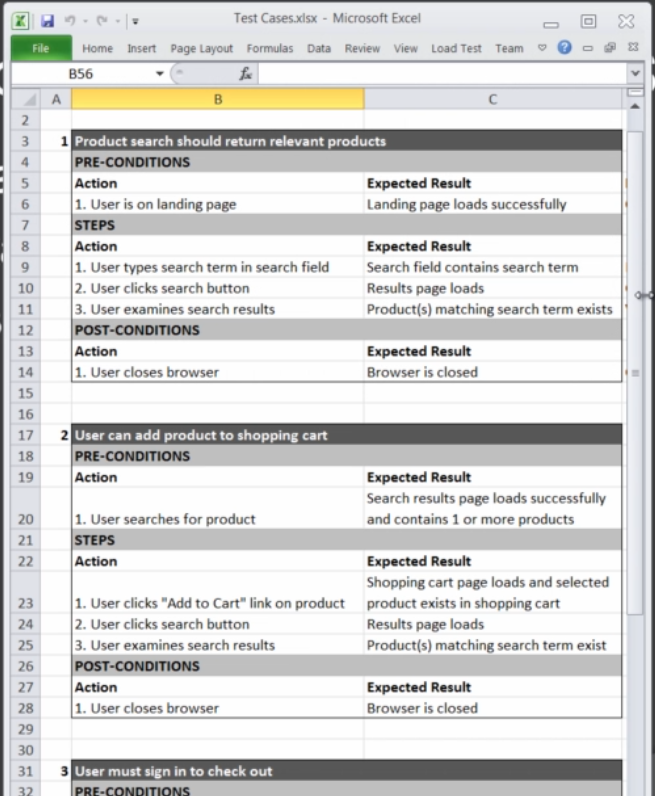 Test Cases.xlsx - Microsoft Excel
File Home Insert Page Layout Formulas Data Review View Load Test Team
B56 fx
A B C
2
3 1 Product search should return relevant products
4 PRE-CONDITIONS
5 Action Expected Result
6 1. User is on landing page Landing page loads successfully
7 STEPS
8 Action Expected Result
9 1. User types search term in search field Search field contains search term
10 2. User clicks search button Results page loads
11 3. User examines search results Product(s) matching search term exists
12 POST-CONDITIONS
13 Action Expected Result
14 1. User closes browser Browser is closed
15
16
17 2 User can add product to shopping cart
18 PRE-CONDITIONS
19 Action Expected Result
Search results page loads successfully
20 1. User searches for product and contains 1 or more products
21 STEPS
22 Action Expected Result
Shopping cart page loads and selected
23 1. User clicks "Add to Cart" link on product product exists in shopping cart
24 2. User clicks search button Results page loads
25 3. User examines search results Product(s) matching search term exist
26 POST-CONDITIONS
27 Action Expected Result
28 1. User closes browser Browser is closed
29
30
31 3 User must sign in to check out
32 PRE-CONDITIONS